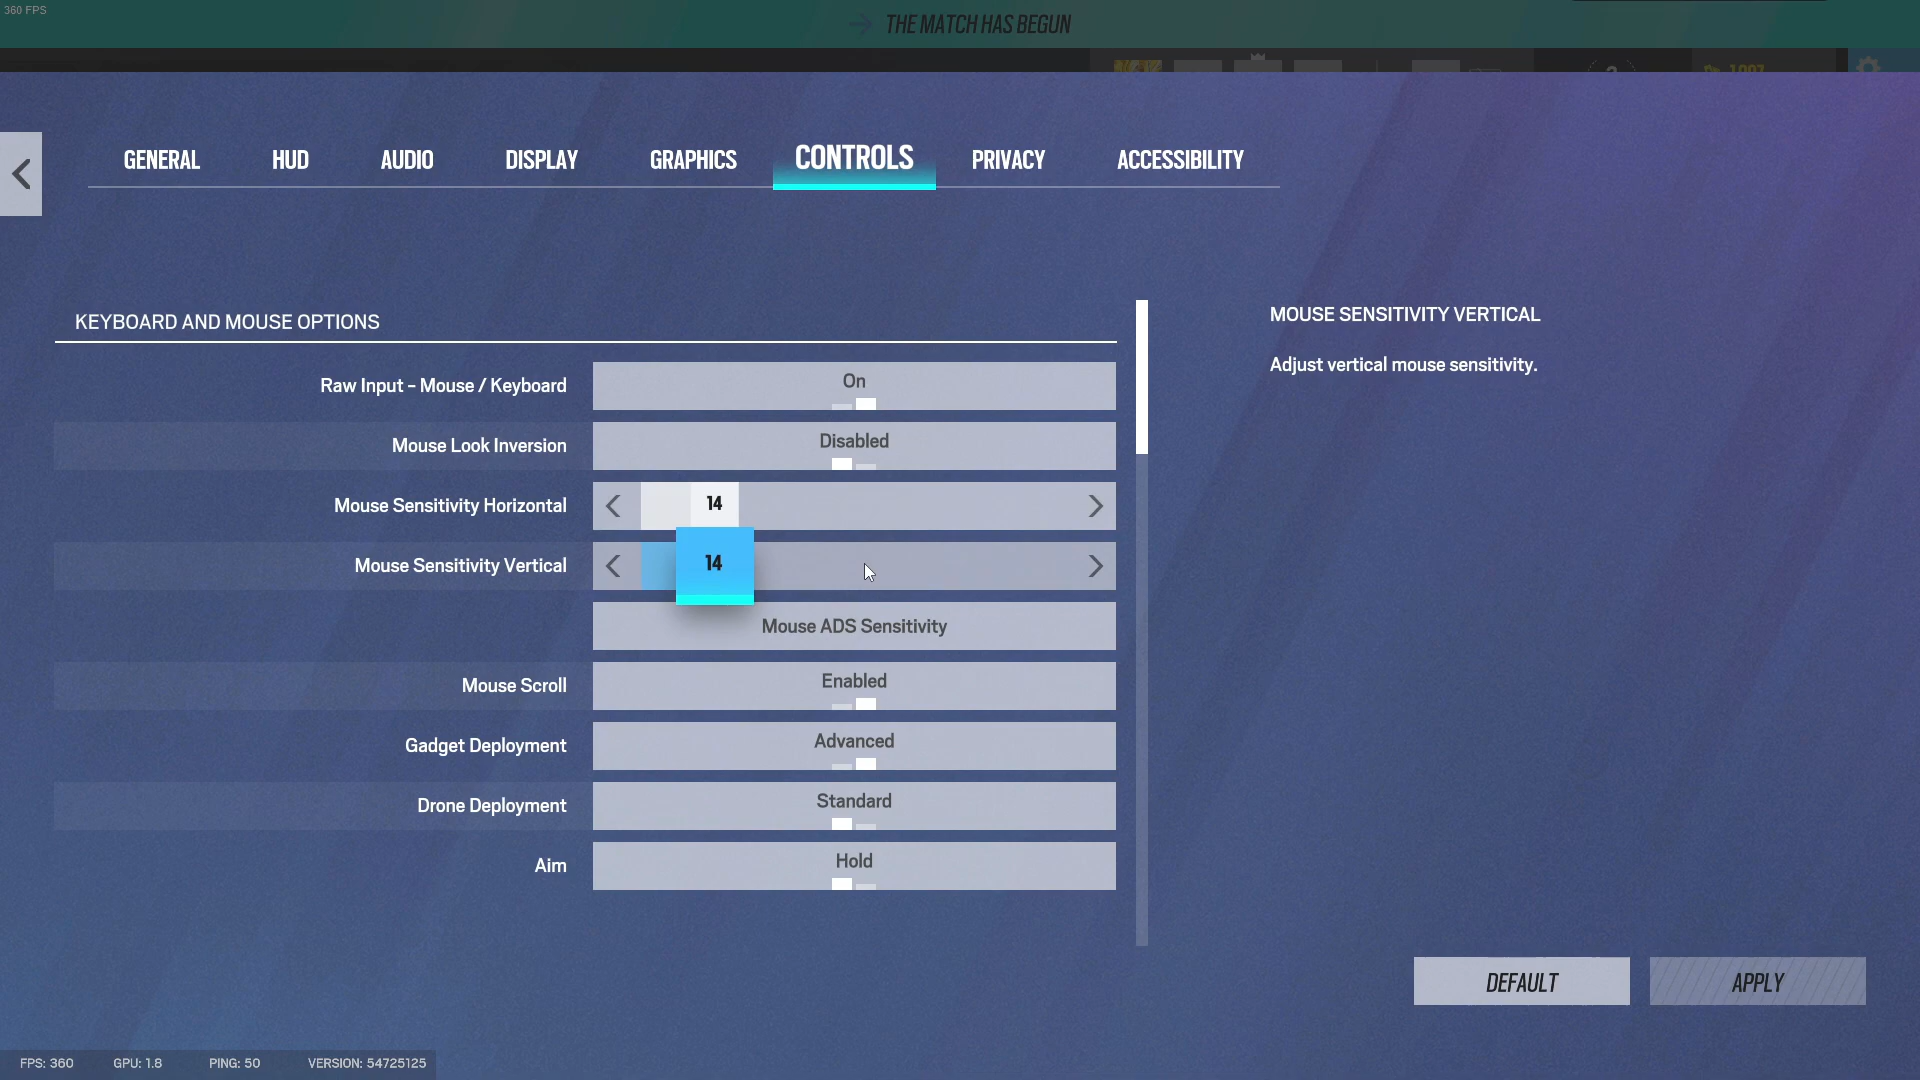 360 FPS
THE MATCH HAS BEGUN
GENERAL HUD AUDIO DISPLAY GRAPHICS CONTROLS PRIVACY ACCESSIBILITY
KEYBOARD AND MOUSE OPTIONS
Raw Input - Mouse / Keyboard On
Mouse Look Inversion Disabled
Mouse Sensitivity Horizontal 14
Mouse Sensitivity Vertical 14
Mouse ADS Sensitivity
Mouse Scroll Enabled
Gadget Deployment Advanced
Drone Deployment Standard
Aim Hold
MOUSE SENSITIVITY VERTICAL
Adjust vertical mouse sensitivity.
DEFAULT APPLY
FPS: 360 GPU: 1.8 PING: 50 VERSION: 54725125